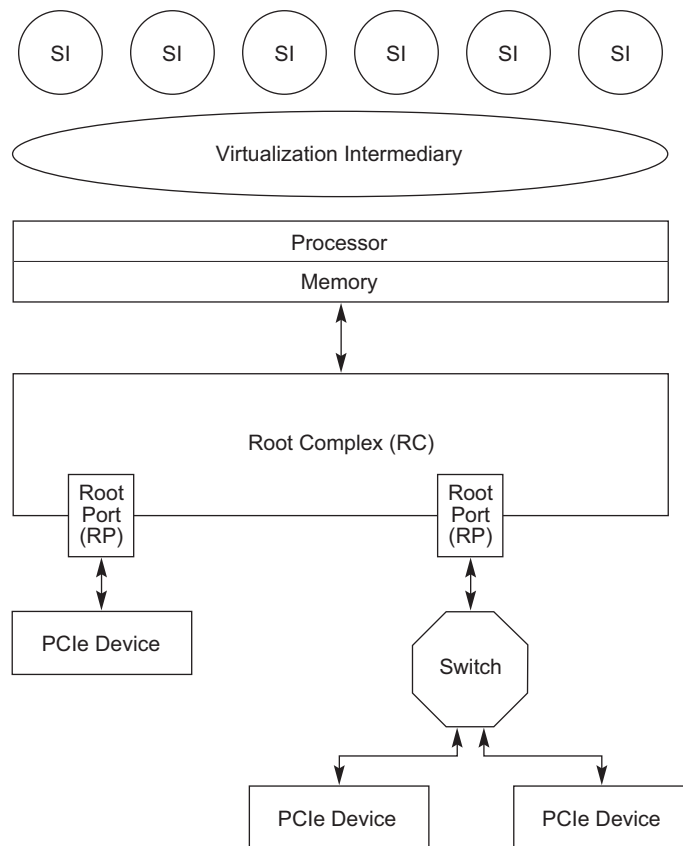 SI SI SI SI SI SI
Virtualization Intermediary
Processor
Memory
Root Complex (RC)
Root
Port
(RP)
Root
Port
(RP)
PCIe Device
Switch
PCIe Device
PCIe Device